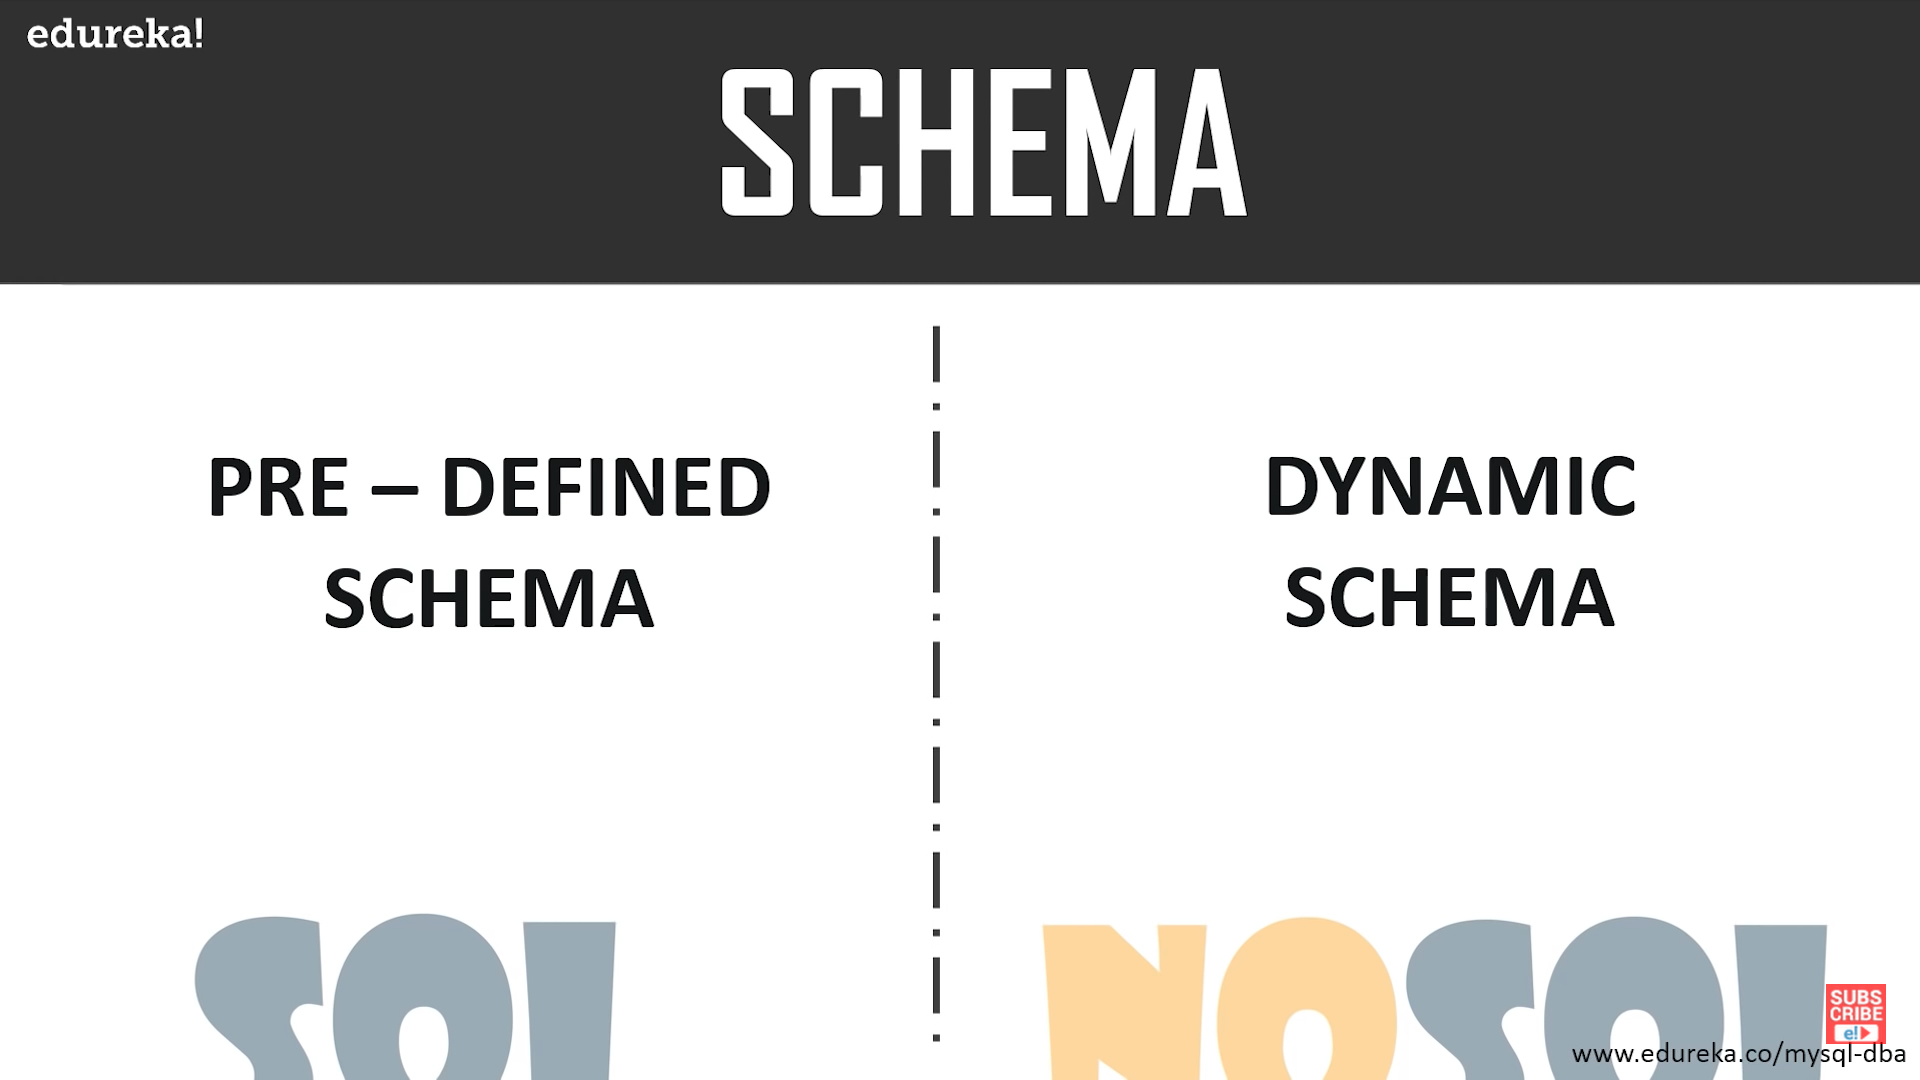 edureka!
SCHEMA
PRE – DEFINED
SCHEMA
DYNAMIC
SCHEMA
SQL
NOSQL
SUBS
CRIBE
e!
www.edureka.co/mysql-dba